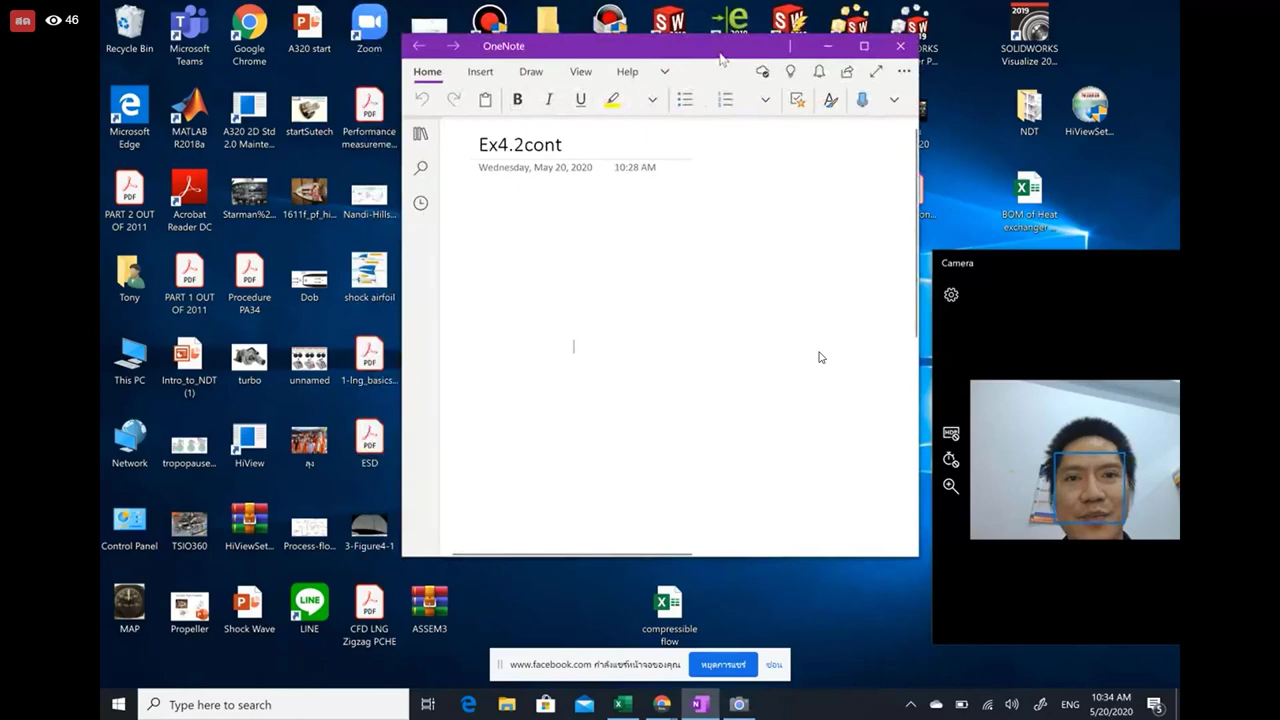 สด 46
Recycle Bin
Microsoft Teams
Google Chrome
A320 start
Zoom
SOLIDWORKS Visualize 20...
Microsoft Edge
MATLAB R2018a
A320 2D Std 2.0 Mainte...
startSutech
Performance measureme...
NDT
HiViewSet...
PART 2 OUT OF 2011
Acrobat Reader DC
Starman%2...
1611f_pf_hi...
Nandi-Hills...
BOM of Heat exchanger...
Tony
PART 1 OUT OF 2011
Procedure PA34
Dob
shock airfoil
This PC
Intro_to_NDT (1)
turbo
unnamed
1-lng_basics...
Network
tropopause...
HiView
ลุง
ESD
Control Panel
TSIO360
HiViewSet...
Process-flo...
3-Figure4-1
MAP
Propeller
Shock Wave
LINE
CFD LNG Zigzag PCHE
ASSEM3
compressible flow
OneNote
Home Insert Draw View Help
B I U
Ex4.2cont
Wednesday, May 20, 2020 10:28 AM
Camera
www.facebook.com กำลังแชร์หน้าจอของคุณ หยุดการแชร์ ซ่อน
Type here to search
ENG
10:34 AM
5/20/2020
5